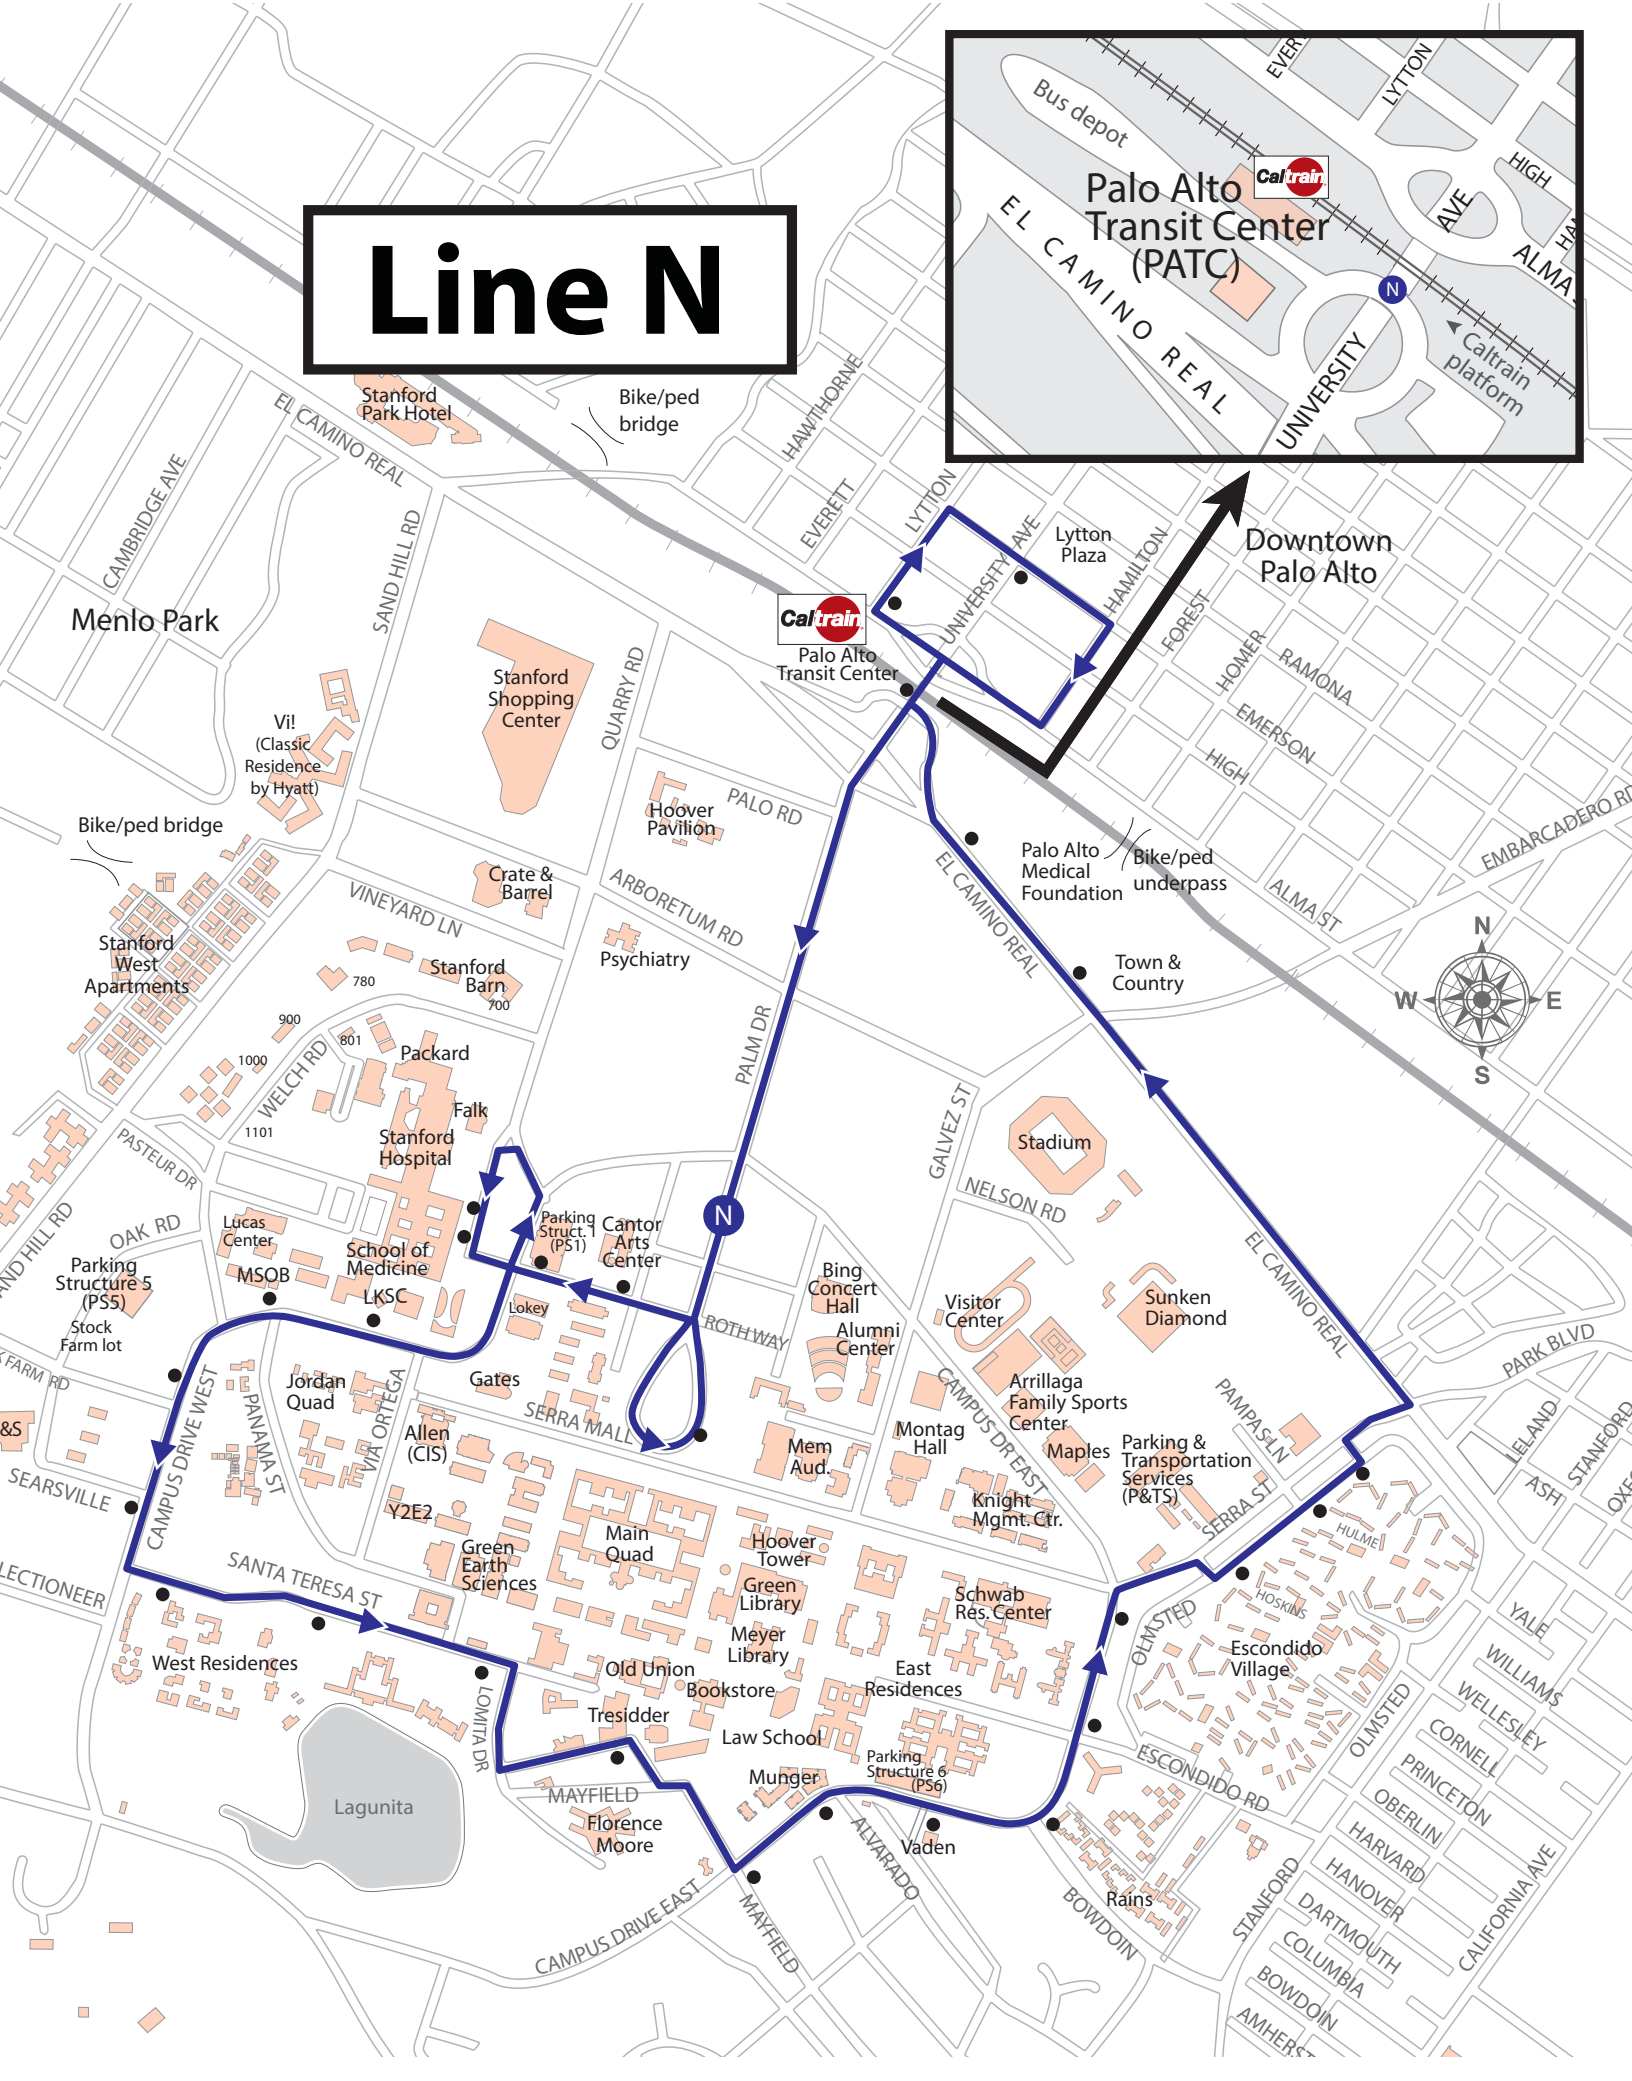 Line N
EVER
LYTTON
Bus depot
HIGH
Caltrain
Palo Alto
Transit Center
(PATC)
AVE
ALMA
EL CAMINO REAL
N
UNIVERSITY
Caltrain
platform
Stanford
Park Hotel
Bike/ped
bridge
HAWTHORNE
EL CAMINO REAL
CAMBRIDGE AVE
SAND HILL RD
EVERETT
LYTTON
UNIVERSITY AVE
Lytton
Plaza
HAMILTON
Downtown
Palo Alto
Menlo Park
Caltrain
Palo Alto
Transit Center
FOREST
HOMER
RAMONA
EMERSON
HIGH
Stanford
Shopping
Center
QUARRY RD
Vi!
(Classic
Residence
by Hyatt)
PALO RD
Hoover
Pavilion
Bike/ped bridge
EMBARCADERO RD
Palo Alto
Medical
Foundation
Bike/ped
underpass
Crate &
Barrel
ARBORETUM RD
EL CAMINO REAL
ALMA ST
VINEYARD LN
Stanford
West
Apartments
Psychiatry
Stanford
Barn
780
700
Town &
Country
N
W
E
S
900
801
1000
WELCH RD
Packard
PALM DR
Falk
1101
Stanford
Hospital
GALVEZ ST
Stadium
PASTEUR DR
NELSON RD
SAND HILL RD
OAK RD
Lucas
Center
Parking
Struct. 1
(PS1)
Cantor
Arts
Center
N
EL CAMINO REAL
School of
Medicine
Parking
Structure 5
(PS5)
MSOB
LKSC
Lokey
Bing
Concert
Hall
Visitor
Center
Sunken
Diamond
Stock
Farm lot
ROTH WAY
Alumni
Center
PARK BLVD
K FARM RD
CAMPUS DRIVE WEST
Jordan
Quad
Gates
PANAMA ST
VIA ORTEGA
SERRA MALL
CAMPUS DR EAST
Arrillaga
Family Sports
Center
PAMPAS LN
LELAND
STANFORD
&S
Allen
(CIS)
Mem
Aud.
Montag
Hall
Maples
Parking &
Transportation
Services
(P&TS)
SEARSVILLE
ASH
OXF
Y2E2
Knight
Mgmt. Ctr.
SERRA ST
HULME
Main
Quad
Hoover
Tower
Green
Earth
Sciences
SANTA TERESA ST
LECTIONEER
Green
Library
Schwab
Res. Center
HOSKINS
OLMSTED
YALE
Meyer
Library
Escondido
Village
WILLIAMS
West Residences
Old Union
East
Residences
Bookstore
WELLESLEY
LOMITA DR
Tresidder
Law School
OLMSTED
CORNELL
Munger
Parking
Structure 6
(PS6)
ESCONDIDO RD
PRINCETON
MAYFIELD
Lagunita
OBERLIN
Florence
Moore
ALVARADO
Vaden
HARVARD
HANOVER
Rains
STANFORD
DARTMOUTH
CALIFORNIA AVE
CAMPUS DRIVE EAST
MAYFIELD
BOWDOIN
COLUMBIA
BOWDOIN
AMHERST